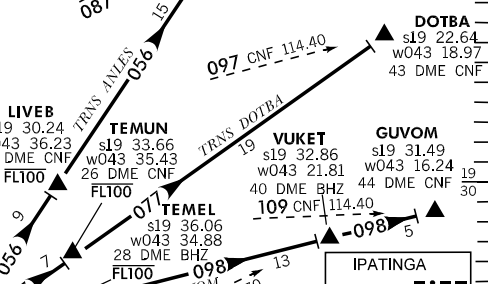 087
15
DOTBA
s19 22.64
w043 18.97
43 DME CNF
097 CNF 114.40
056
TRNS ANLES
TRNS DOTBA
19
LIVEB
19 30.24
043 36.23
DME CNF
FL100
TEMUN
s19 33.66
w043 35.43
26 DME CNF
FL100
VUKET
s19 32.86
w043 21.81
40 DME BHZ
GUVOM
s19 31.49
w043 16.24
44 DME CNF
19
30
109 CNF 114.40
077
TEMEL
s19 36.06
w043 34.88
28 DME BHZ
FL100
9
056
7
098
13
098
5
IPATINGA